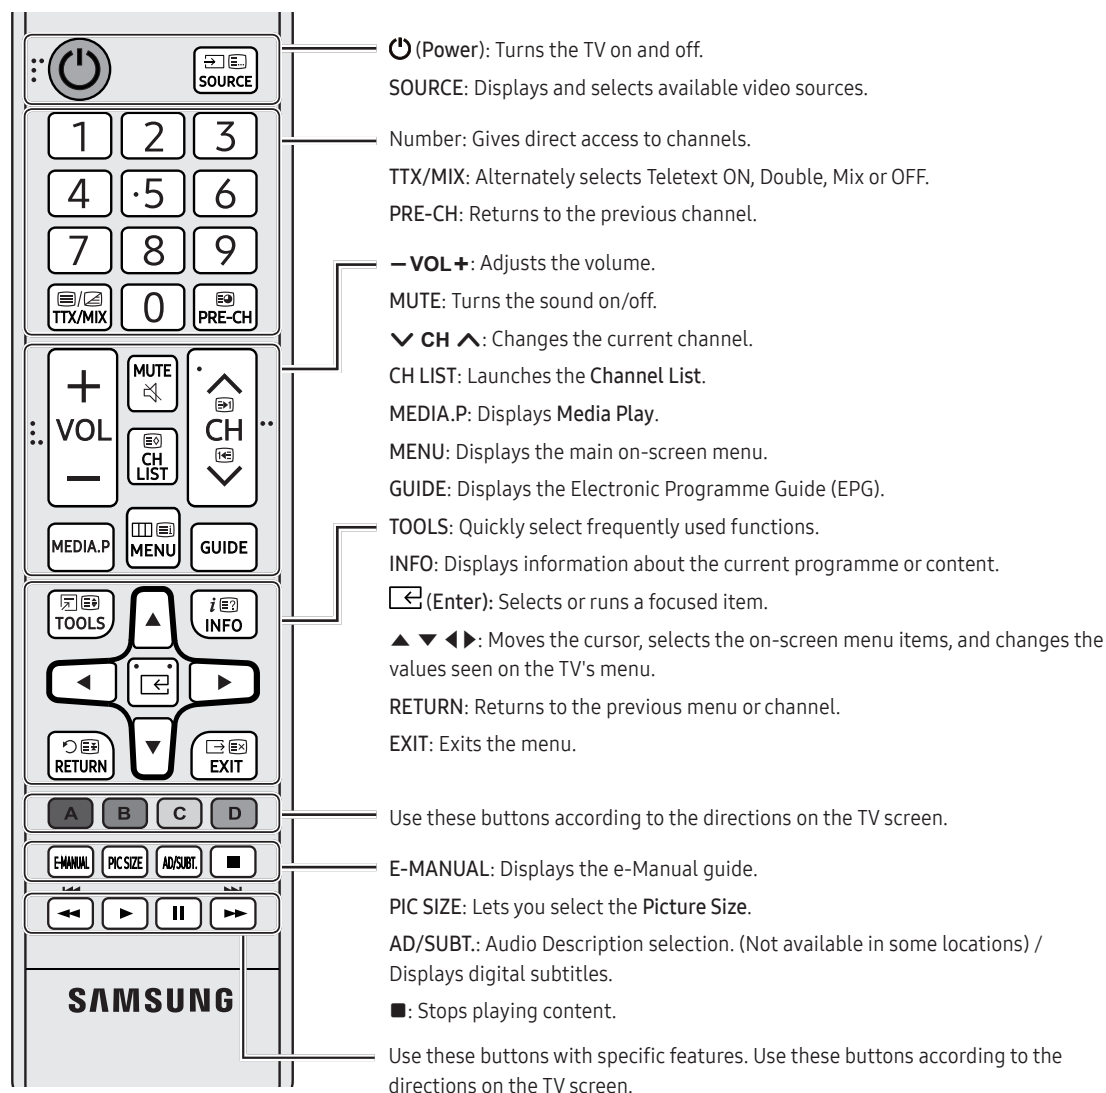 SOURCE
1 2 3
4 ·5 6
7 8 9
TTX/MIX 0 PRE-CH
+ VOL —
MUTE
CH LIST
CH
MEDIA.P MENU GUIDE
TOOLS INFO
RETURN EXIT
A B C D
E-MANUAL PIC SIZE AD/SUBT. ■
SAMSUNG
(Power): Turns the TV on and off.
SOURCE: Displays and selects available video sources.
Number: Gives direct access to channels.
TTX/MIX: Alternately selects Teletext ON, Double, Mix or OFF.
PRE-CH: Returns to the previous channel.
− VOL +: Adjusts the volume.
MUTE: Turns the sound on/off.
CH : Changes the current channel.
CH LIST: Launches the Channel List.
MEDIA.P: Displays Media Play.
MENU: Displays the main on-screen menu.
GUIDE: Displays the Electronic Programme Guide (EPG).
TOOLS: Quickly select frequently used functions.
INFO: Displays information about the current programme or content.
(Enter): Selects or runs a focused item.
▲ ▼ ◀ ▶: Moves the cursor, selects the on-screen menu items, and changes the
values seen on the TV's menu.
RETURN: Returns to the previous menu or channel.
EXIT: Exits the menu.
Use these buttons according to the directions on the TV screen.
E-MANUAL: Displays the e-Manual guide.
PIC SIZE: Lets you select the Picture Size.
AD/SUBT.: Audio Description selection. (Not available in some locations) /
Displays digital subtitles.
■: Stops playing content.
Use these buttons with specific features. Use these buttons according to the
directions on the TV screen.